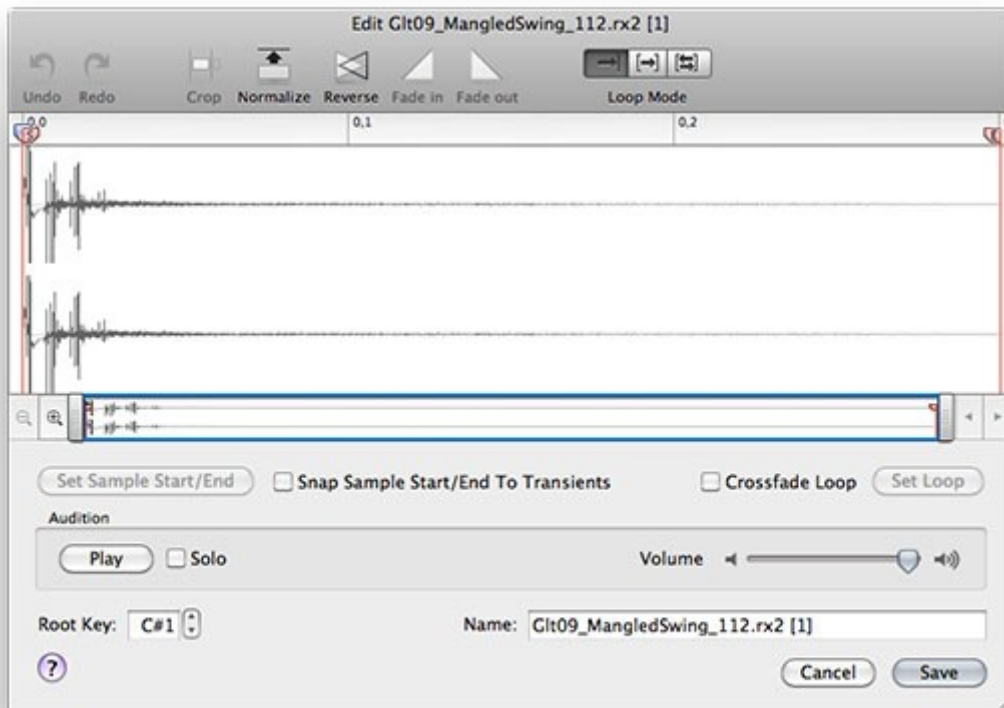 Edit Glt09_MangledSwing_112.rx2 [1]
Undo Redo Crop Normalize Reverse Fade in Fade out Loop Mode
0,0 0,1 0,2
Set Sample Start/End Snap Sample Start/End To Transients Crossfade Loop Set Loop
Audition
Play Solo Volume
Root Key: C#1 Name: Glt09_MangledSwing_112.rx2 [1]
? Cancel Save